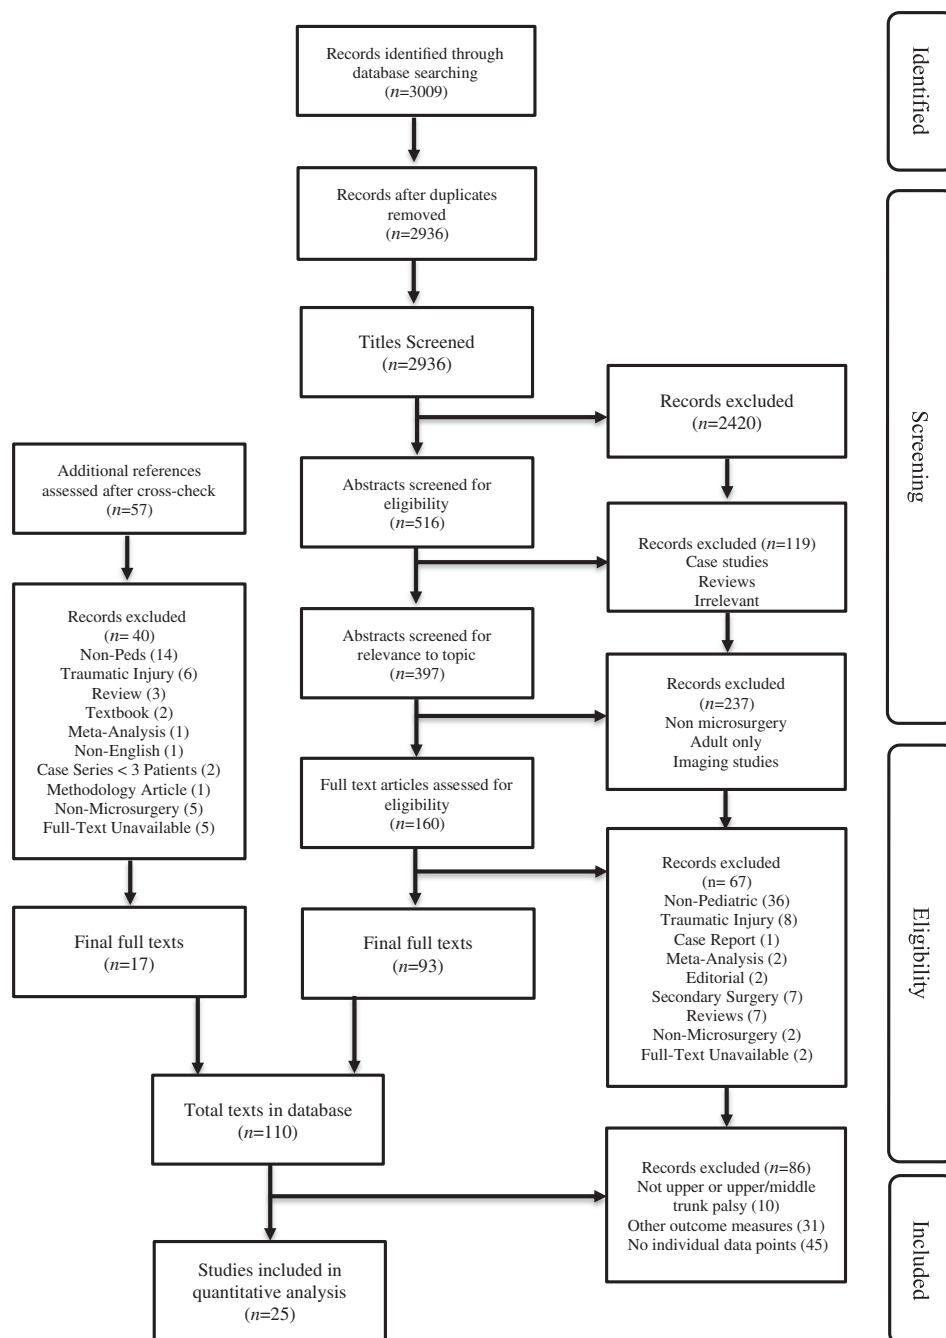 Records identified through
database searching
(n=3009)
Records after duplicates
removed
(n=2936)
Titles Screened
(n=2936)
Records excluded
(n=2420)
Additional references
assessed after cross-check
(n=57)
Abstracts screened for
eligibility
(n=516)
Records excluded (n=119)
Case studies
Reviews
Irrelevant
Records excluded
(n= 40)
Non-Peds (14)
Traumatic Injury (6)
Review (3)
Textbook (2)
Meta-Analysis (1)
Non-English (1)
Case Series < 3 Patients (2)
Methodology Article (1)
Non-Microsurgery (5)
Full-Text Unavailable (5)
Abstracts screened for
relevance to topic
(n=397)
Records excluded
(n=237)
Non microsurgery
Adult only
Imaging studies
Full text articles assessed for
eligibility
(n=160)
Records excluded
(n= 67)
Non-Pediatric (36)
Traumatic Injury (8)
Case Report (1)
Meta-Analysis (2)
Editorial (2)
Secondary Surgery (7)
Reviews (7)
Non-Microsurgery (2)
Full-Text Unavailable (2)
Final full texts
(n=17)
Final full texts
(n=93)
Total texts in database
(n=110)
Records excluded (n=86)
Not upper or upper/middle
trunk palsy (10)
Other outcome measures (31)
No individual data points (45)
Studies included in
quantitative analysis
(n=25)
Identified
Screening
Eligibility
Included